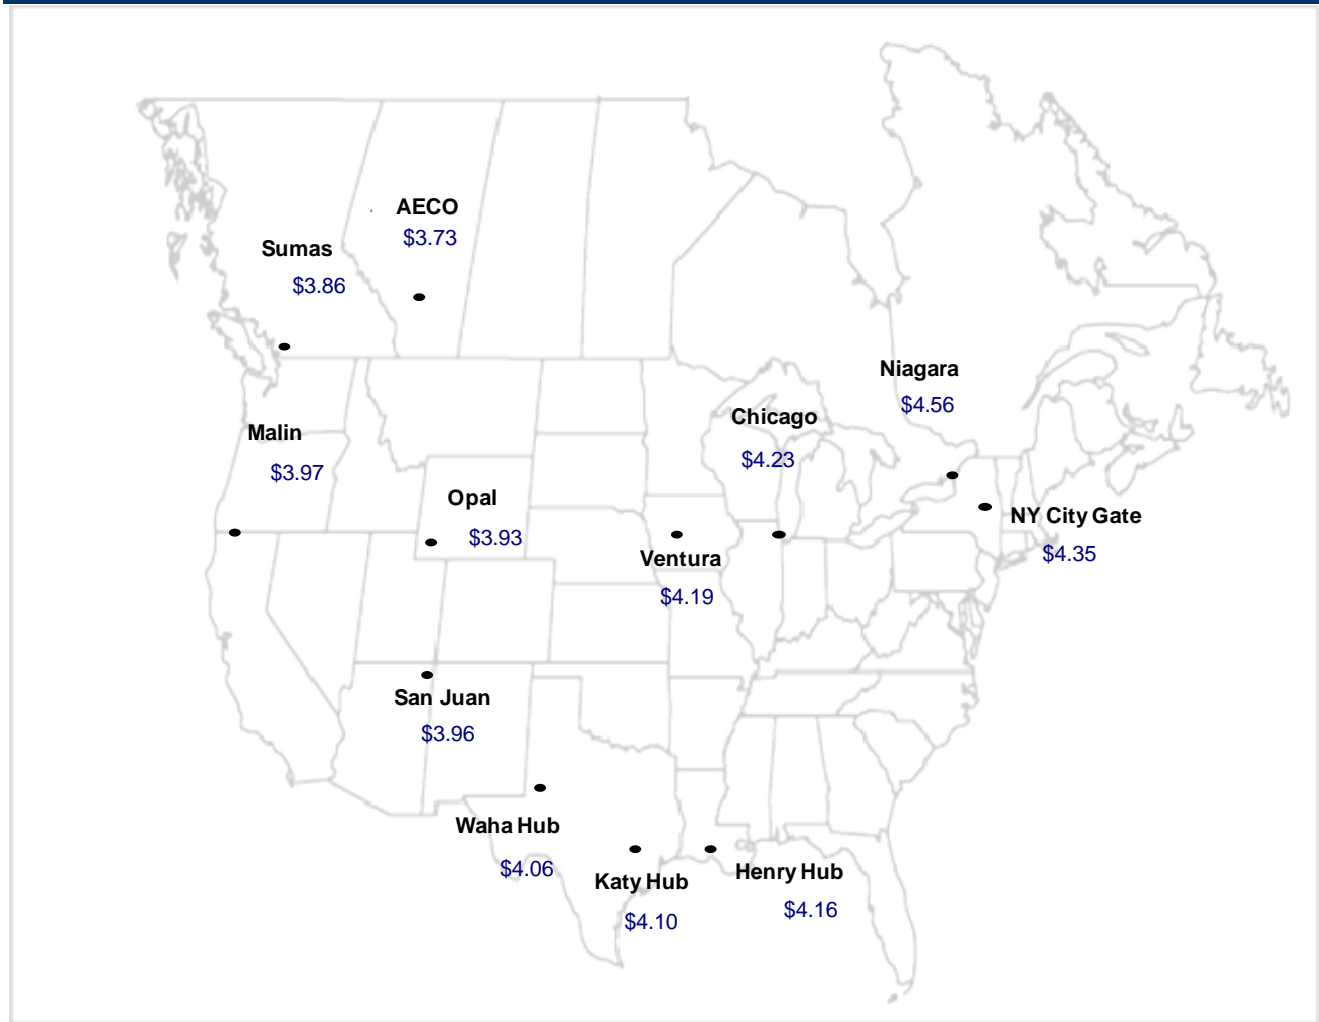 AECO
$3.73
Sumas
$3.86
Niagara
$4.56
Chicago
$4.23
Malin
$3.97
Opal
$3.93
NY City Gate
$4.35
Ventura
$4.19
San Juan
$3.96
Waha Hub
$4.06
Katy Hub
$4.10
Henry Hub
$4.16